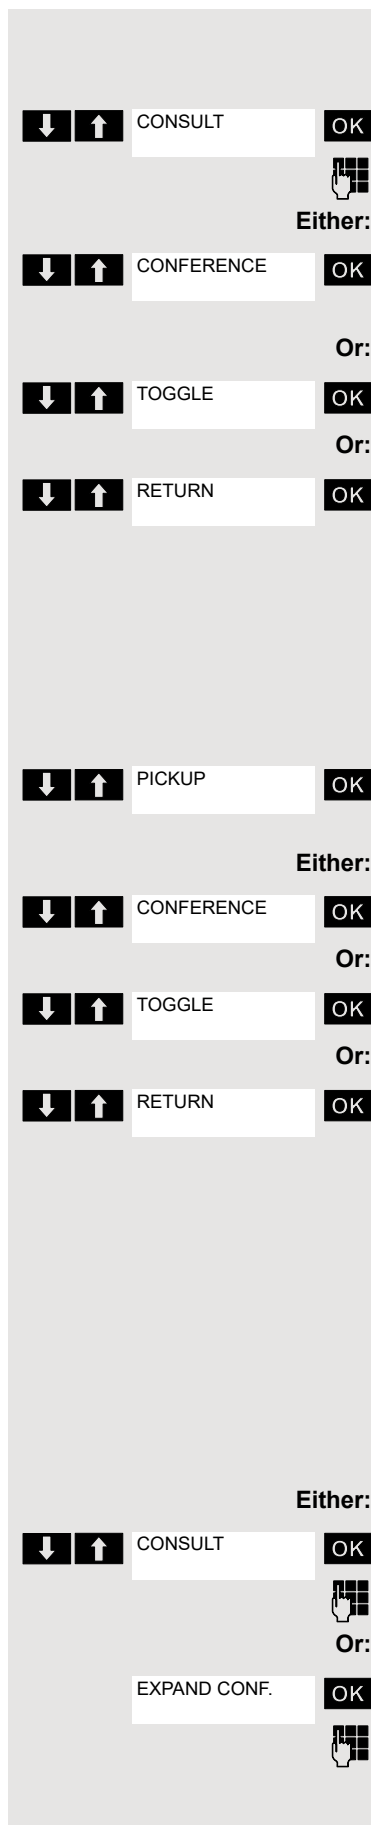 CONSULT OK
Either:
CONFERENCE OK
Or:
TOGGLE OK
Or:
RETURN OK
PICKUP OK
Either:
CONFERENCE OK
Or:
TOGGLE OK
Or:
RETURN OK
Either:
CONSULT OK
Or:
EXPAND CONF. OK